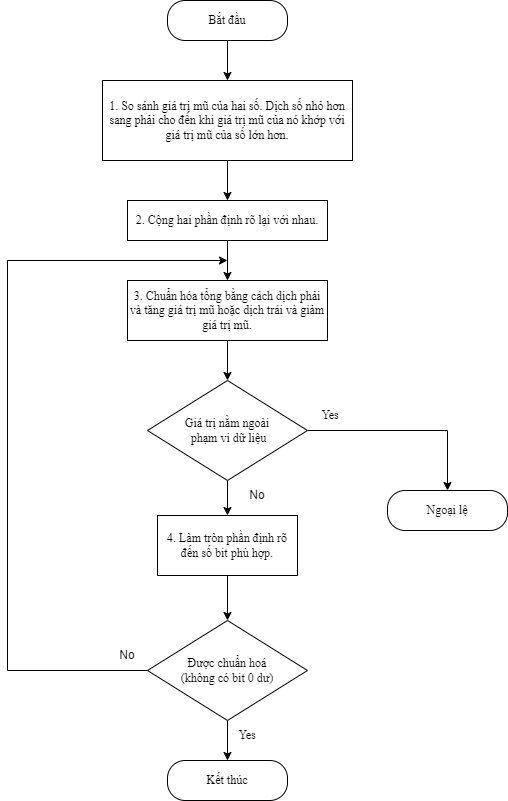 Bắt đầu
1. So sánh giá trị mũ của hai số. Dịch số nhỏ hơn
sang phải cho đến khi giá trị mũ của nó khớp với
giá trị mũ của số lớn hơn.
2. Cộng hai phần định rõ lại với nhau.
3. Chuẩn hóa tổng bằng cách dịch phải
và tăng giá trị mũ hoặc dịch trái và giảm
giá trị mũ.
Giá trị nằm ngoài
phạm vi dữ liệu
Yes
Ngoại lệ
No
4. Làm tròn phần định rõ
đến số bit phù hợp.
Được chuẩn hoá
(không có bit 0 dư)
No
Yes
Kết thúc